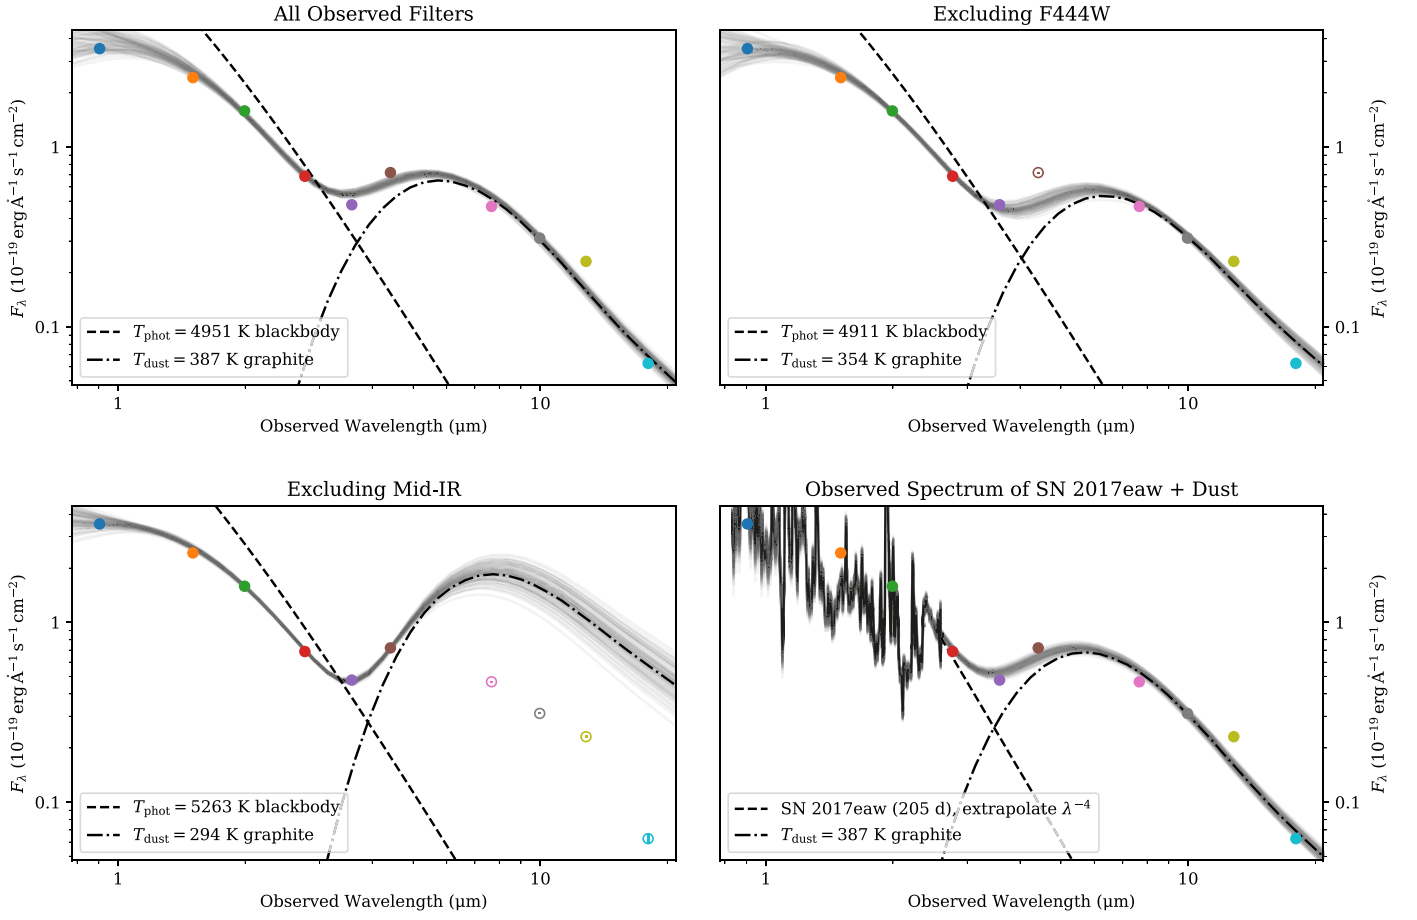 All Observed Filters
F_λ (10⁻¹⁹ erg Å⁻¹ s⁻¹ cm⁻²)
1
0.1
T_phot = 4951 K blackbody
T_dust = 387 K graphite
1 10
Observed Wavelength (μm)
Excluding F444W
F_λ (10⁻¹⁹ erg Å⁻¹ s⁻¹ cm⁻²)
1
0.1
T_phot = 4911 K blackbody
T_dust = 354 K graphite
1 10
Observed Wavelength (μm)
Excluding Mid-IR
F_λ (10⁻¹⁹ erg Å⁻¹ s⁻¹ cm⁻²)
1
0.1
T_phot = 5263 K blackbody
T_dust = 294 K graphite
1 10
Observed Wavelength (μm)
Observed Spectrum of SN 2017eaw + Dust
F_λ (10⁻¹⁹ erg Å⁻¹ s⁻¹ cm⁻²)
1
0.1
SN 2017eaw (205 d), extrapolate λ⁻⁴
T_dust = 387 K graphite
1 10
Observed Wavelength (μm)